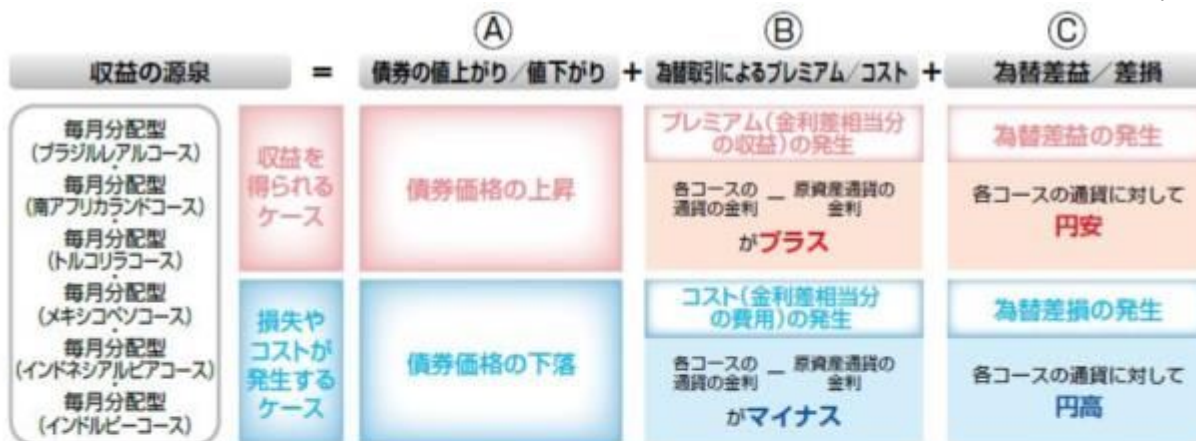 Ⓐ
Ⓑ
Ⓒ
収益の源泉 = 債券の値上がり／値下がり + 為替取引によるプレミアム／コスト + 為替差益／差損
毎月分配型
(ブラジルレアルコース)
・
毎月分配型
(南アフリカランドコース)
・
毎月分配型
(トルコリラコース)
・
毎月分配型
(メキシコペソコース)
・
毎月分配型
(インドネシアルピアコース)
・
毎月分配型
(インドルピーコース)
収益を
得られる
ケース
債券価格の上昇
プレミアム(金利差相当分
の収益)の発生
各コースの
通貨の金利
−
原資産通貨の
金利
がプラス
為替差益の発生
各コースの通貨に対して
円安
損失や
コストが
発生する
ケース
債券価格の下落
コスト(金利差相当分
の費用)の発生
各コースの
通貨の金利
−
原資産通貨の
金利
がマイナス
為替差損の発生
各コースの通貨に対して
円高